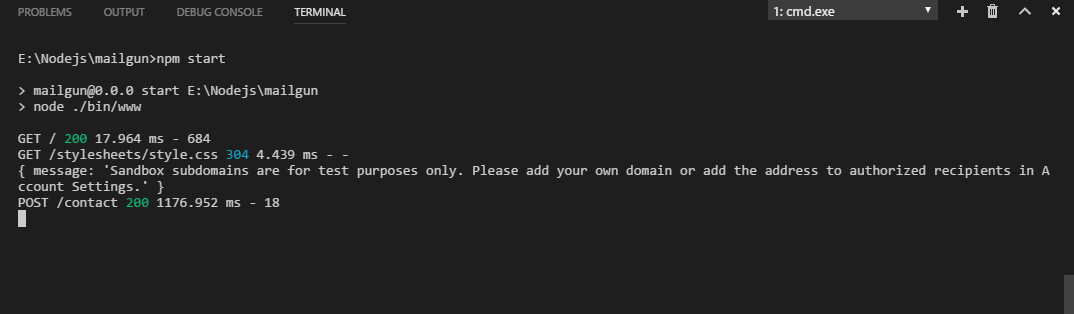 PROBLEMS OUTPUT DEBUG CONSOLE TERMINAL 1: cmd.exe
E:\Nodejs\mailgun>npm start
> mailgun@0.0.0 start E:\Nodejs\mailgun
> node ./bin/www
GET / 200 17.964 ms - 684
GET /stylesheets/style.css 304 4.439 ms - -
{ message: 'Sandbox subdomains are for test purposes only. Please add your own domain or add the address to authorized recipients in A
ccount Settings.' }
POST /contact 200 1176.952 ms - 18